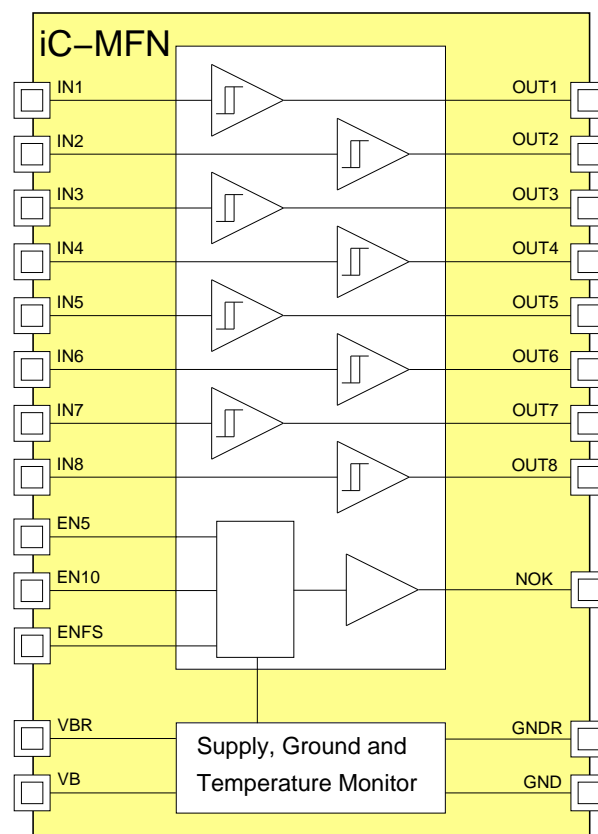 iC−MFN
IN1
OUT1
IN2
OUT2
IN3
OUT3
IN4
OUT4
IN5
OUT5
IN6
OUT6
IN7
OUT7
IN8
OUT8
EN5
EN10
NOK
ENFS
VBR
GNDR
Supply, Ground and
Temperature Monitor
VB
GND